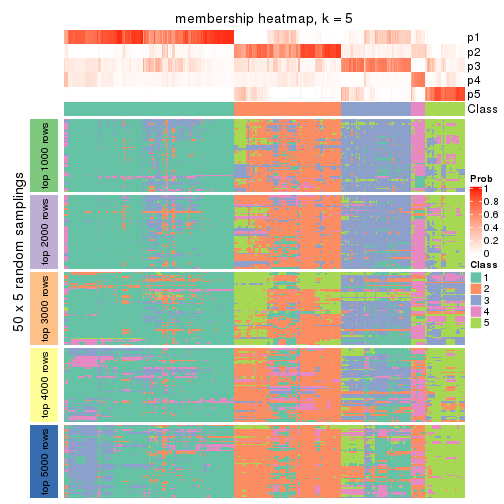 membership heatmap, k = 5
p1
p2
p3
p4
p5
Class
50 x 5 random samplings
top 1000 rows
top 2000 rows
top 3000 rows
top 4000 rows
top 5000 rows
Prob
1
0.8
0.6
0.4
0.2
0
Class
1
2
3
4
5